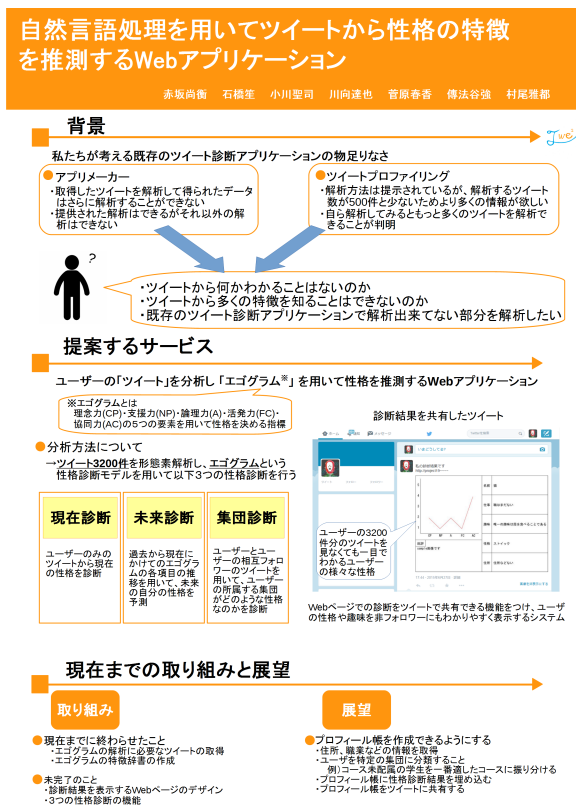 自然言語処理を用いてツイートから性格の特徴
を推測するWebアプリケーション
赤坂尚衡 石橋笙 小川聖司 川向達也 菅原春香 傳法谷強 村尾雅都
背景
私たちが考える既存のツイート診断アプリケーションの物足りなさ
アプリメーカー
・取得したツイートを解析して得られたデータ
はさらに解析することができない
・提供された解析はできるがそれ以外の解
析はできない
ツイートプロファイリング
・解析方法は提示されているが、解析するツイート
数が500件と少ないためより多くの情報が欲しい
・自ら解析してみるともっと多くのツイートを解析で
きることが判明
?
・ツイートから何かわかることはないのか
・ツイートから多くの特徴を知ることはできないのか
・既存のツイート診断アプリケーションで解析出来てない部分を解析したい
提案するサービス
ユーザーの「ツイート」を分析し「エゴグラム※」を用いて性格を推測するWebアプリケーション
※エゴグラムとは
理念力(CP)・支援力(NP)・論理力(A)・活発力(FC)・
協同力(AC)の5つの要素を用いて性格を決める指標
分析方法について
→ツイート3200件を形態素解析し、エゴグラムという
性格診断モデルを用いて以下3つの性格診断を行う
現在診断
ユーザーのみの
ツイートから現在
の性格を診断
未来診断
過去から現在に
かけてのエゴグラ
ムの各項目の推
移を用いて、未来
の自分の性格を
予測
集団診断
ユーザーとユー
ザーの相互フォロ
ワーのツイートを
用いて、ユーザー
の所属する集団
がどのような性格
なのかを診断
診断結果を共有したツイート
ホーム
メッセージ
いまどうしてる?
私の診断結果です
CP NP A FC AC
ユーザーの3200
件分のツイートを
見なくても一目で
わかるユーザー
の様々な性格
Webページでの診断をツイートで共有できる機能をつけ、ユーザ
の性格や趣味を非フォロワーにもわかりやすく表示するシステム
現在までの取り組みと展望
取り組み
現在までに終わらせたこと
・エゴグラムの解析に必要なツイートの取得
・エゴグラムの特徴辞書の作成
未完了のこと
・診断結果を表示するWebページのデザイン
・3つの性格診断の機能
展望
プロフィール帳を作成できるようにする
・住所、職業などの情報を取得
・ユーザを特定の集団に分類すること
例)コース未配属の学生を一番適したコースに振り分ける
・プロフィール帳に性格診断結果を埋め込む
・プロフィール帳をツイートに共有する